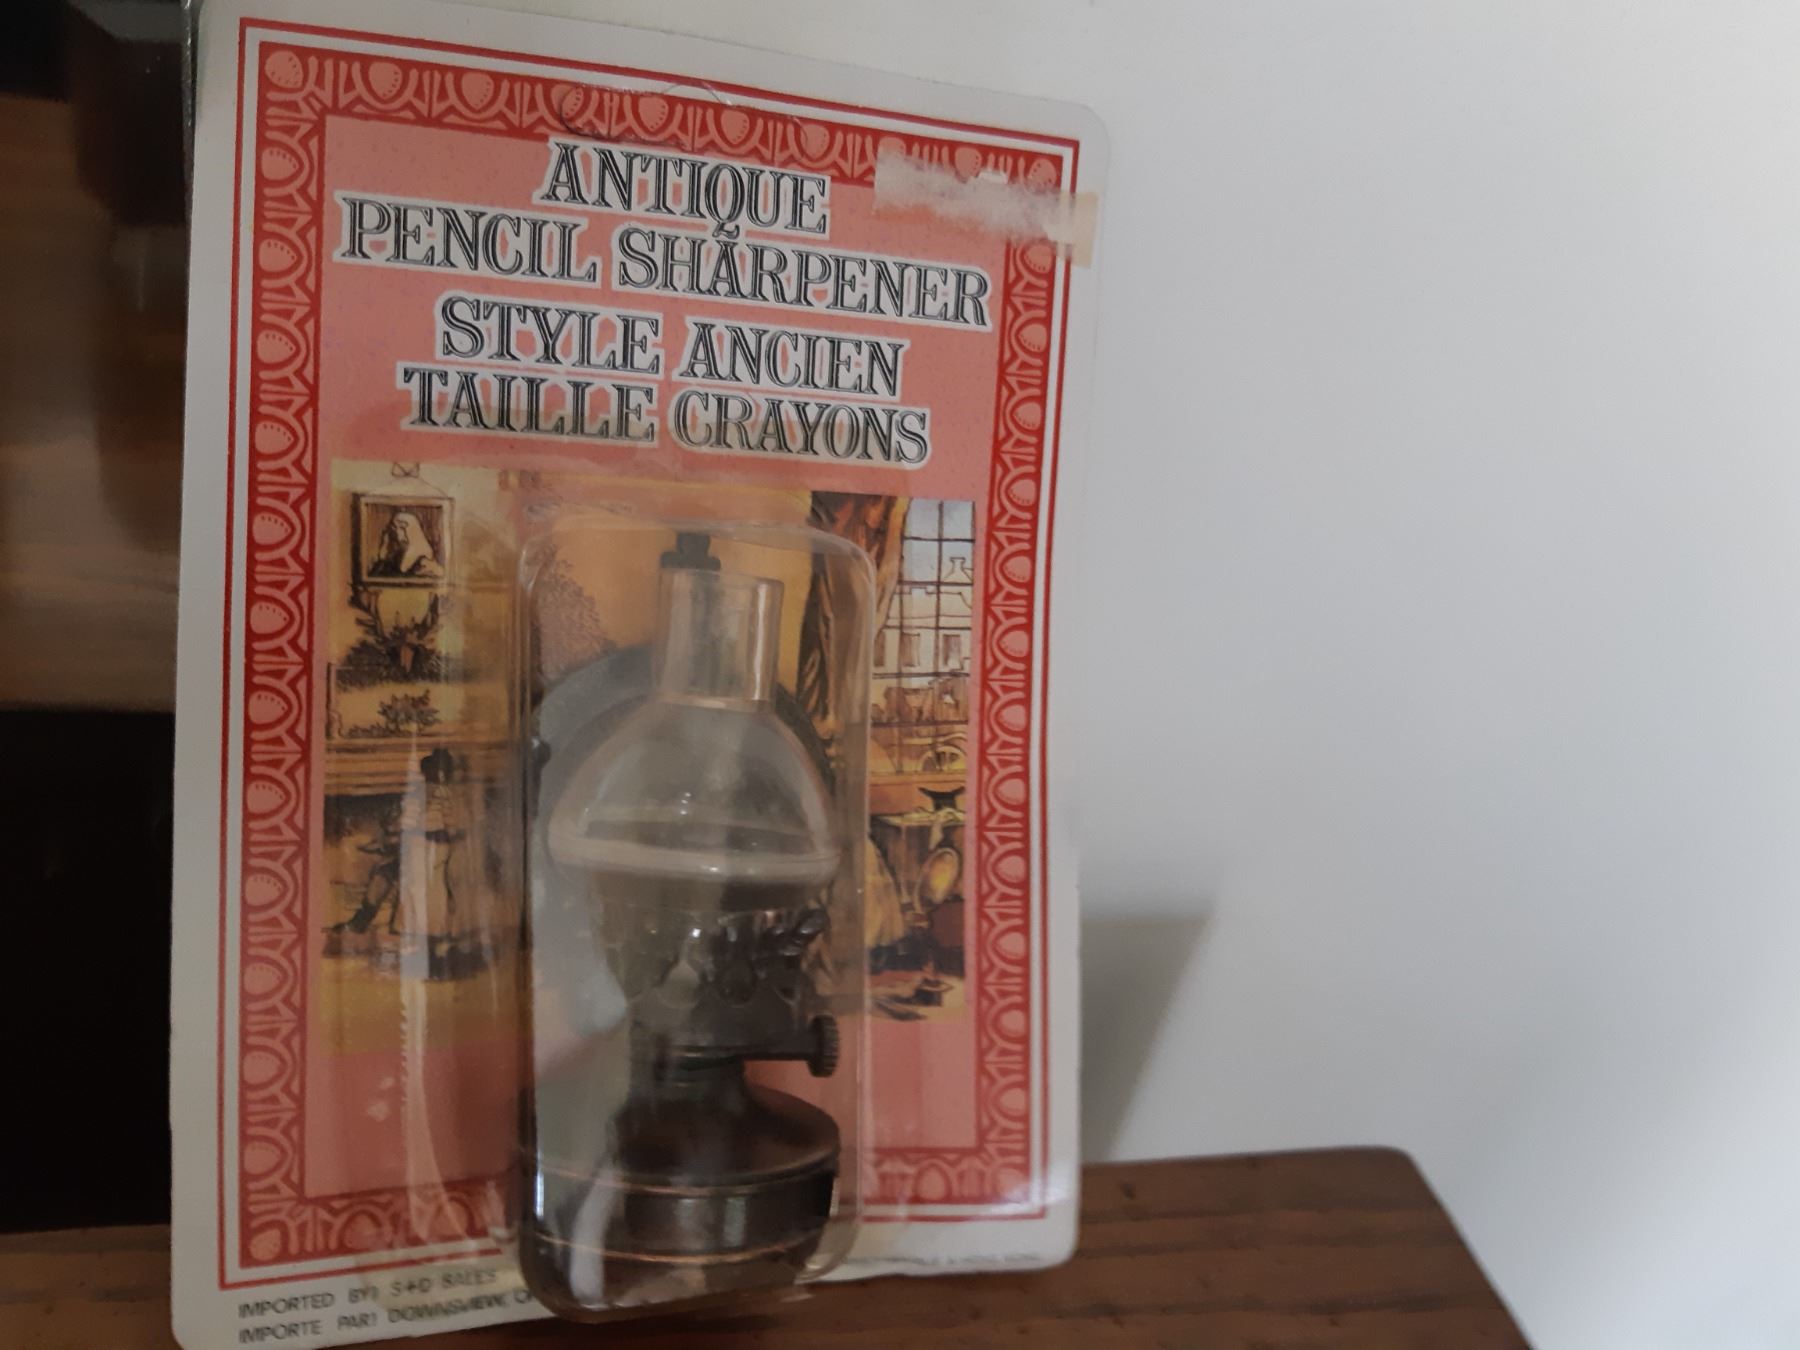 ANTIQUE
PENCIL SHARPENER
STYLE ANCIEN
TAILLE CRAYONS
IMPORTED BY: S+D SALES
IMPORTE PAR: DOWNSVIEW,